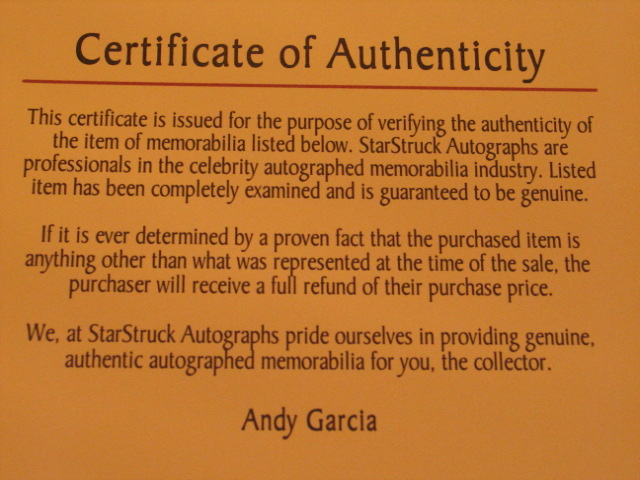 Certificate of Authenticity
This certificate is issued for the purpose of verifying the authenticity of
the item of memorabilia listed below. StarStruck Autographs are
professionals in the celebrity autographed memorabilia industry. Listed
item has been completely examined and is guaranteed to be genuine.
If it is ever determined by a proven fact that the purchased item is
anything other than what was represented at the time of the sale, the
purchaser will receive a full refund of their purchase price.
We, at StarStruck Autographs pride ourselves in providing genuine,
authentic autographed memorabilia for you, the collector.
Andy Garcia